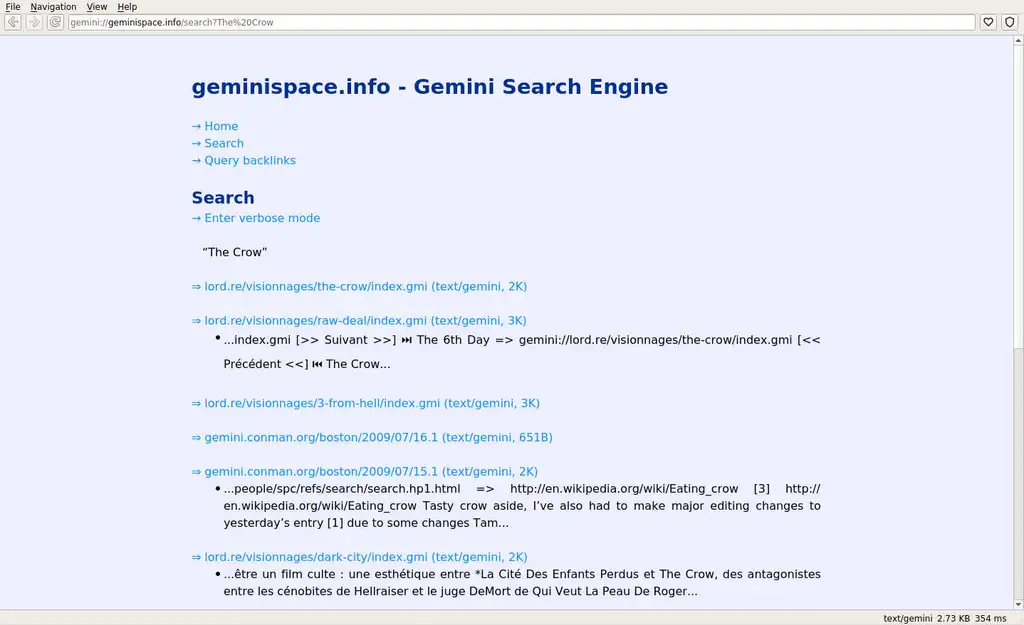 File Navigation View Help
gemini://geminispace.info/search?The%20Crow
geminispace.info - Gemini Search Engine
→ Home
→ Search
→ Query backlinks
Search
→ Enter verbose mode
“The Crow”
⇒ lord.re/visionnages/the-crow/index.gmi (text/gemini, 2K)
⇒ lord.re/visionnages/raw-deal/index.gmi (text/gemini, 3K)
• ...index.gmi [>> Suivant >>] ⏭ The 6th Day => gemini://lord.re/visionnages/the-crow/index.gmi [<<
Précédent <<] ⏮ The Crow...
⇒ lord.re/visionnages/3-from-hell/index.gmi (text/gemini, 3K)
⇒ gemini.conman.org/boston/2009/07/16.1 (text/gemini, 651B)
⇒ gemini.conman.org/boston/2009/07/15.1 (text/gemini, 2K)
• ...people/spc/refs/search/search.hp1.html => http://en.wikipedia.org/wiki/Eating_crow [3] http://
en.wikipedia.org/wiki/Eating_crow Tasty crow aside, I’ve also had to make major editing changes to
yesterday’s entry [1] due to some changes Tam...
⇒ lord.re/visionnages/dark-city/index.gmi (text/gemini, 2K)
• ...être un film culte : une esthétique entre *La Cité Des Enfants Perdus et The Crow, des antagonistes
entre les cénobites de Hellraiser et le juge DeMort de Qui Veut La Peau De Roger...
text/gemini 2.73 KB 354 ms